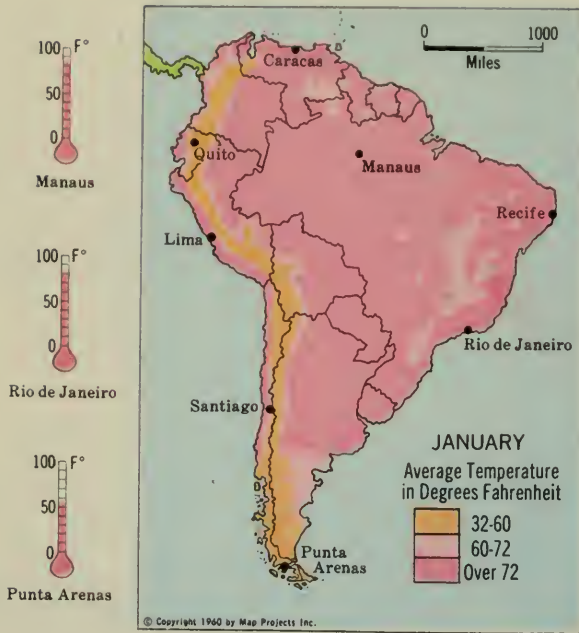 100 F°
50
0
Manaus
100 F°
50
0
Rio de Janeiro
100 F°
50
0
Punta Arenas
0 1000
Miles
Caracas
Quito
Manaus
Recife
Lima
Rio de Janeiro
Santiago
Punta
Arenas
JANUARY
Average Temperature
in Degrees Fahrenheit
32-60
60-72
Over 72
© Copyright 1960 by Map Projects Inc.